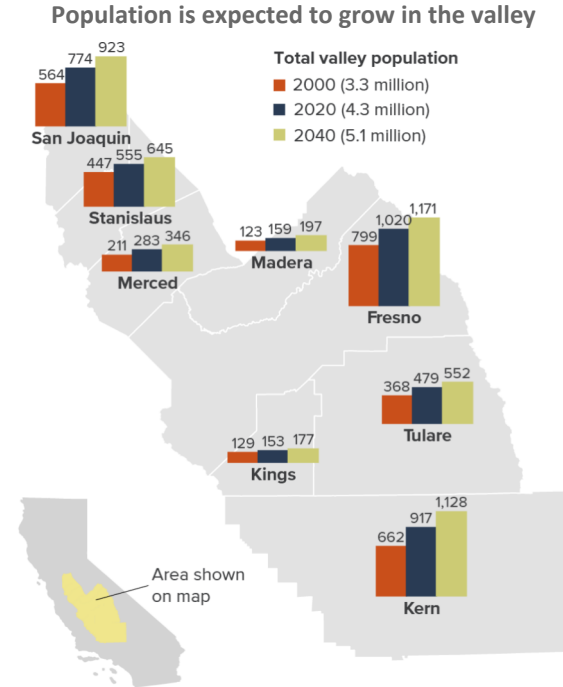 Population is expected to grow in the valley
Total valley population
2000 (3.3 million)
2020 (4.3 million)
2040 (5.1 million)
564 774 923
San Joaquin
447 555 645
Stanislaus
211 283 346
Merced
123 159 197
Madera
799 1,020 1,171
Fresno
368 479 552
Tulare
129 153 177
Kings
662 917 1,128
Kern
Area shown
on map